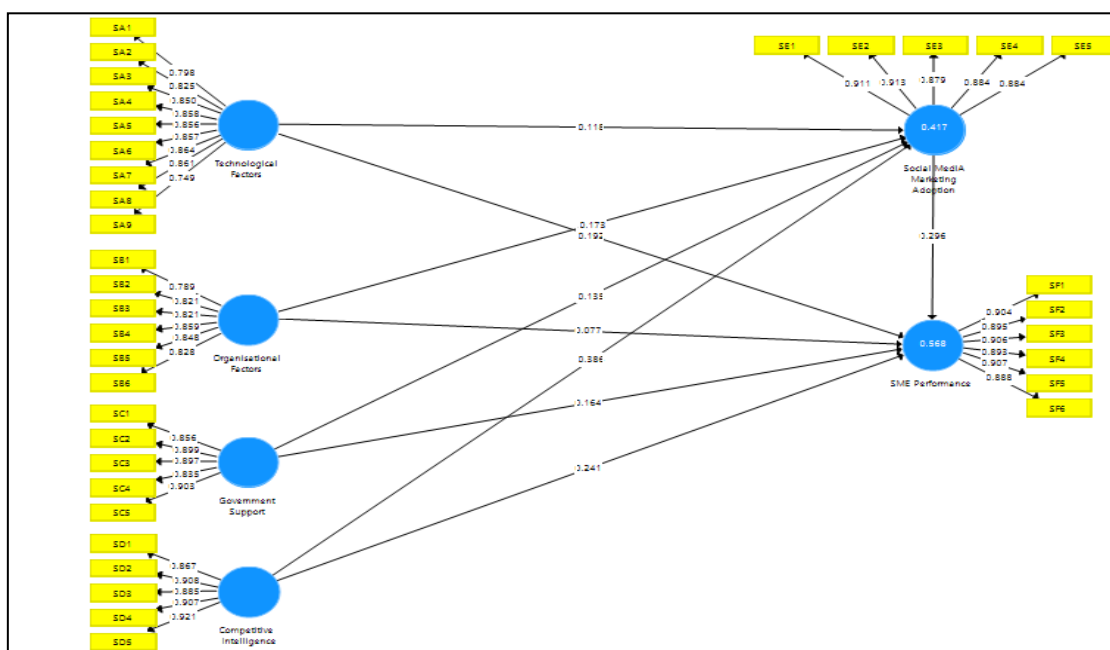 SA1
SA2
SA3
SA4
SA5
SA6
SA7
SA8
SA9
0.798
0.825
0.850
0.858
0.856
0.857
0.864
0.861
0.749
Technological
Factors
SB1
SB2
SB3
SB4
SB5
SB6
0.789
0.821
0.821
0.859
0.848
0.828
Organisational
Factors
SC1
SC2
SC3
SC4
SC5
0.856
0.899
0.897
0.835
0.903
Government
Support
SD1
SD2
SD3
SD4
SD5
0.867
0.908
0.885
0.907
0.921
Competitive
Intelligence
0.173
0.192
0.386
0.077
0.164
0.241
SE1
SE2
SE3
SE4
SE5
0.911
0.913
0.879
0.884
0.884
0.417
Social MediA
Marketing
Adoption
0.296
SF1
SF2
SF3
SF4
SF5
SF6
0.904
0.895
0.906
0.893
0.907
0.888
0.568
SME Performance